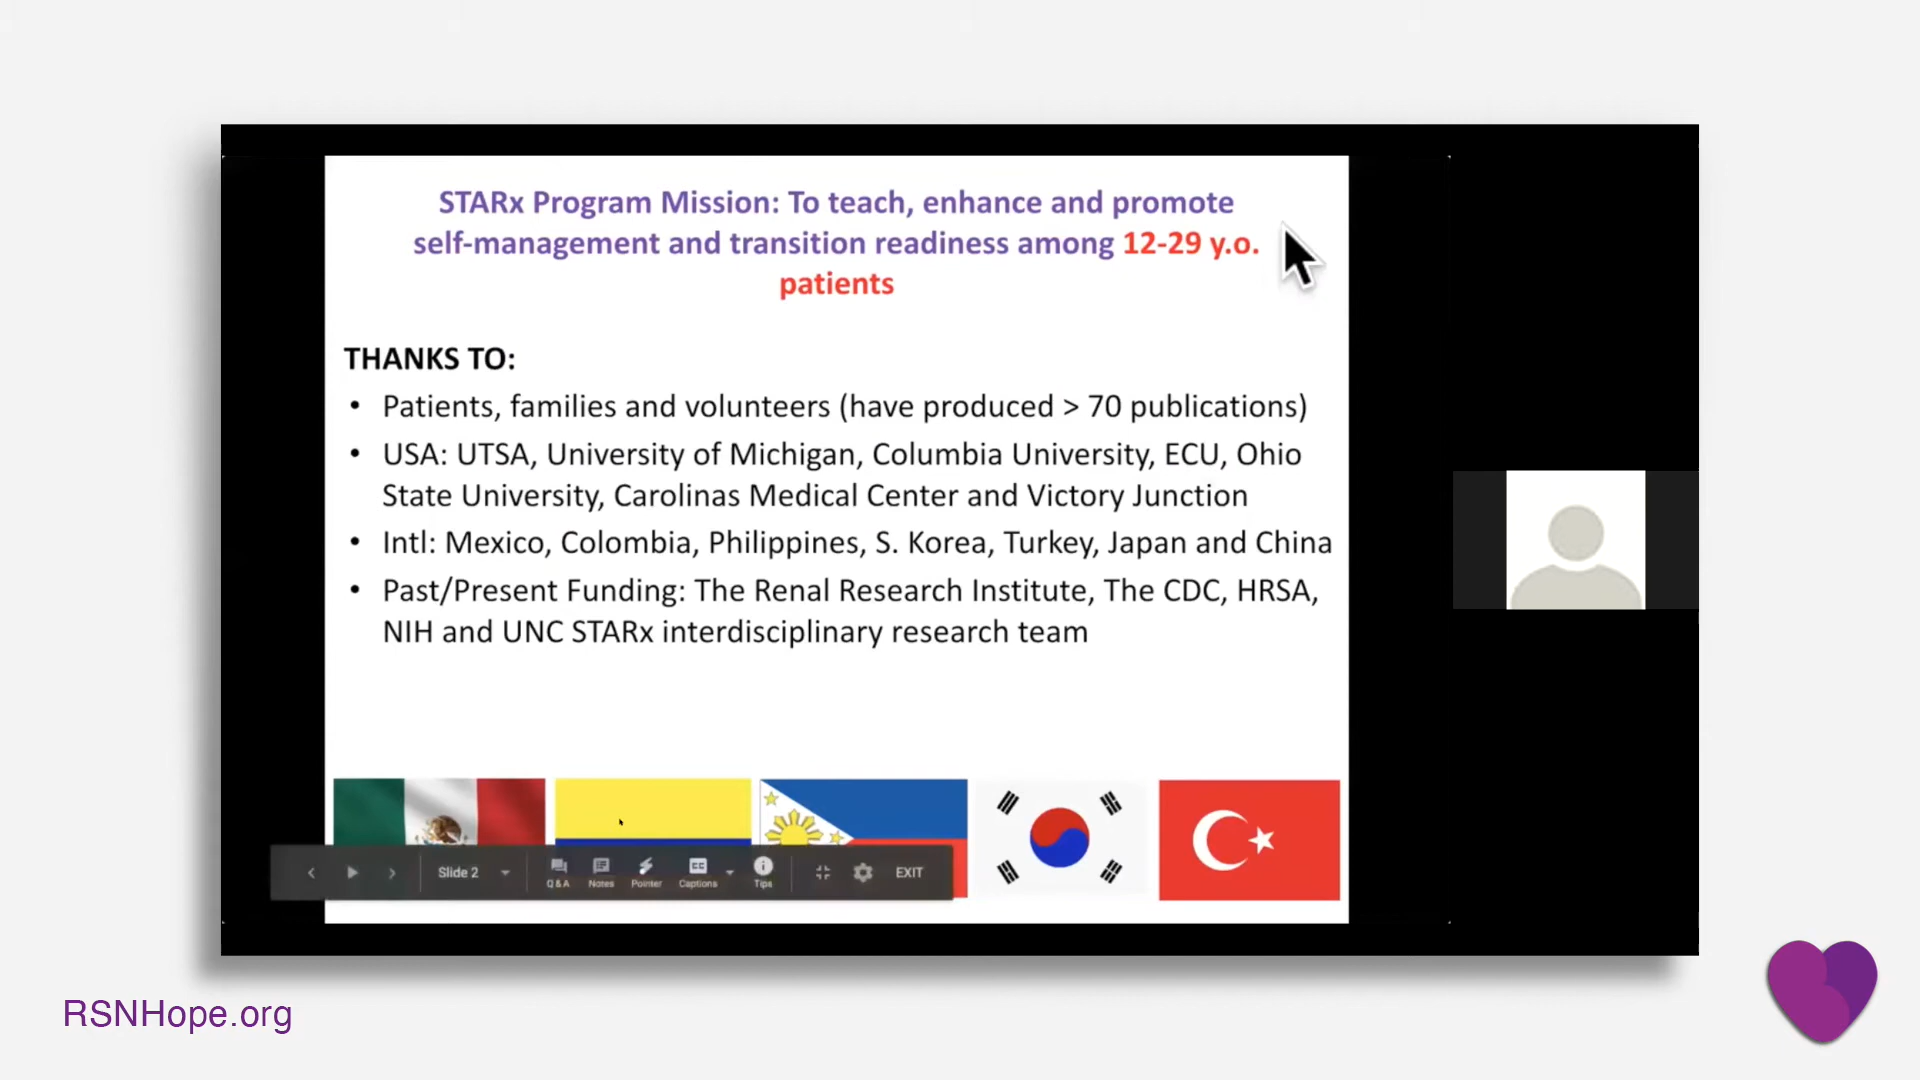 STARx Program Mission: To teach, enhance and promote
self-management and transition readiness among 12-29 y.o.
patients
THANKS TO:
• Patients, families and volunteers (have produced > 70 publications)
• USA: UTSA, University of Michigan, Columbia University, ECU, Ohio
State University, Carolinas Medical Center and Victory Junction
• Intl: Mexico, Colombia, Philippines, S. Korea, Turkey, Japan and China
• Past/Present Funding: The Renal Research Institute, The CDC, HRSA,
NIH and UNC STARx interdisciplinary research team
Slide 2
Q & A
Notes
Pointer
CC
Captions
Tips
EXIT
RSNHope.org